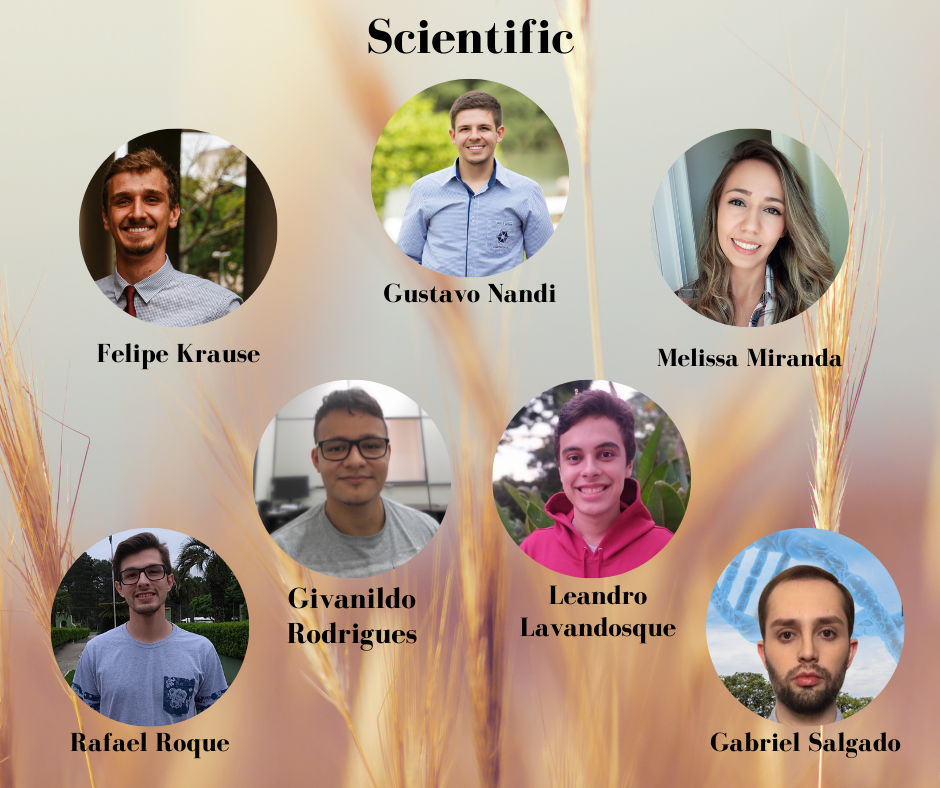 Scientific
Gustavo Nandi
Felipe Krause
Melissa Miranda
Givanildo
Rodrigues
Leandro
Lavandosque
Rafael Roque
Gabriel Salgado